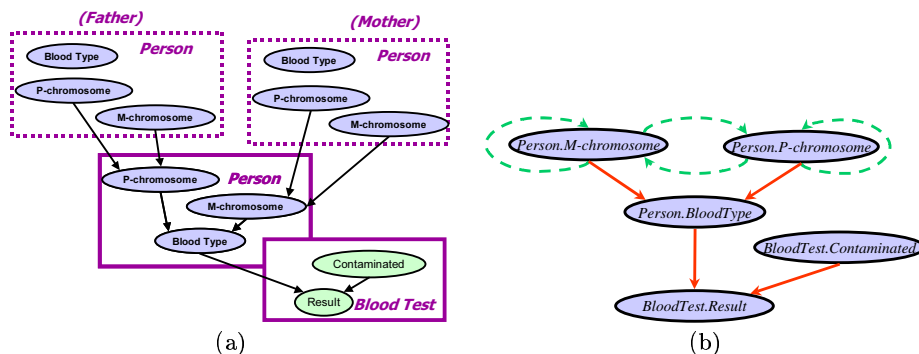 (Father)
(Mother)
Person
Blood Type
P-chromosome
M-chromosome
Person
Blood Type
P-chromosome
M-chromosome
Person
P-chromosome
M-chromosome
Blood Type
Contaminated
Result
Blood Test
(a)
Person.M-chromosome
Person.P-chromosome
Person.BloodType
BloodTest.Contaminated
BloodTest.Result
(b)